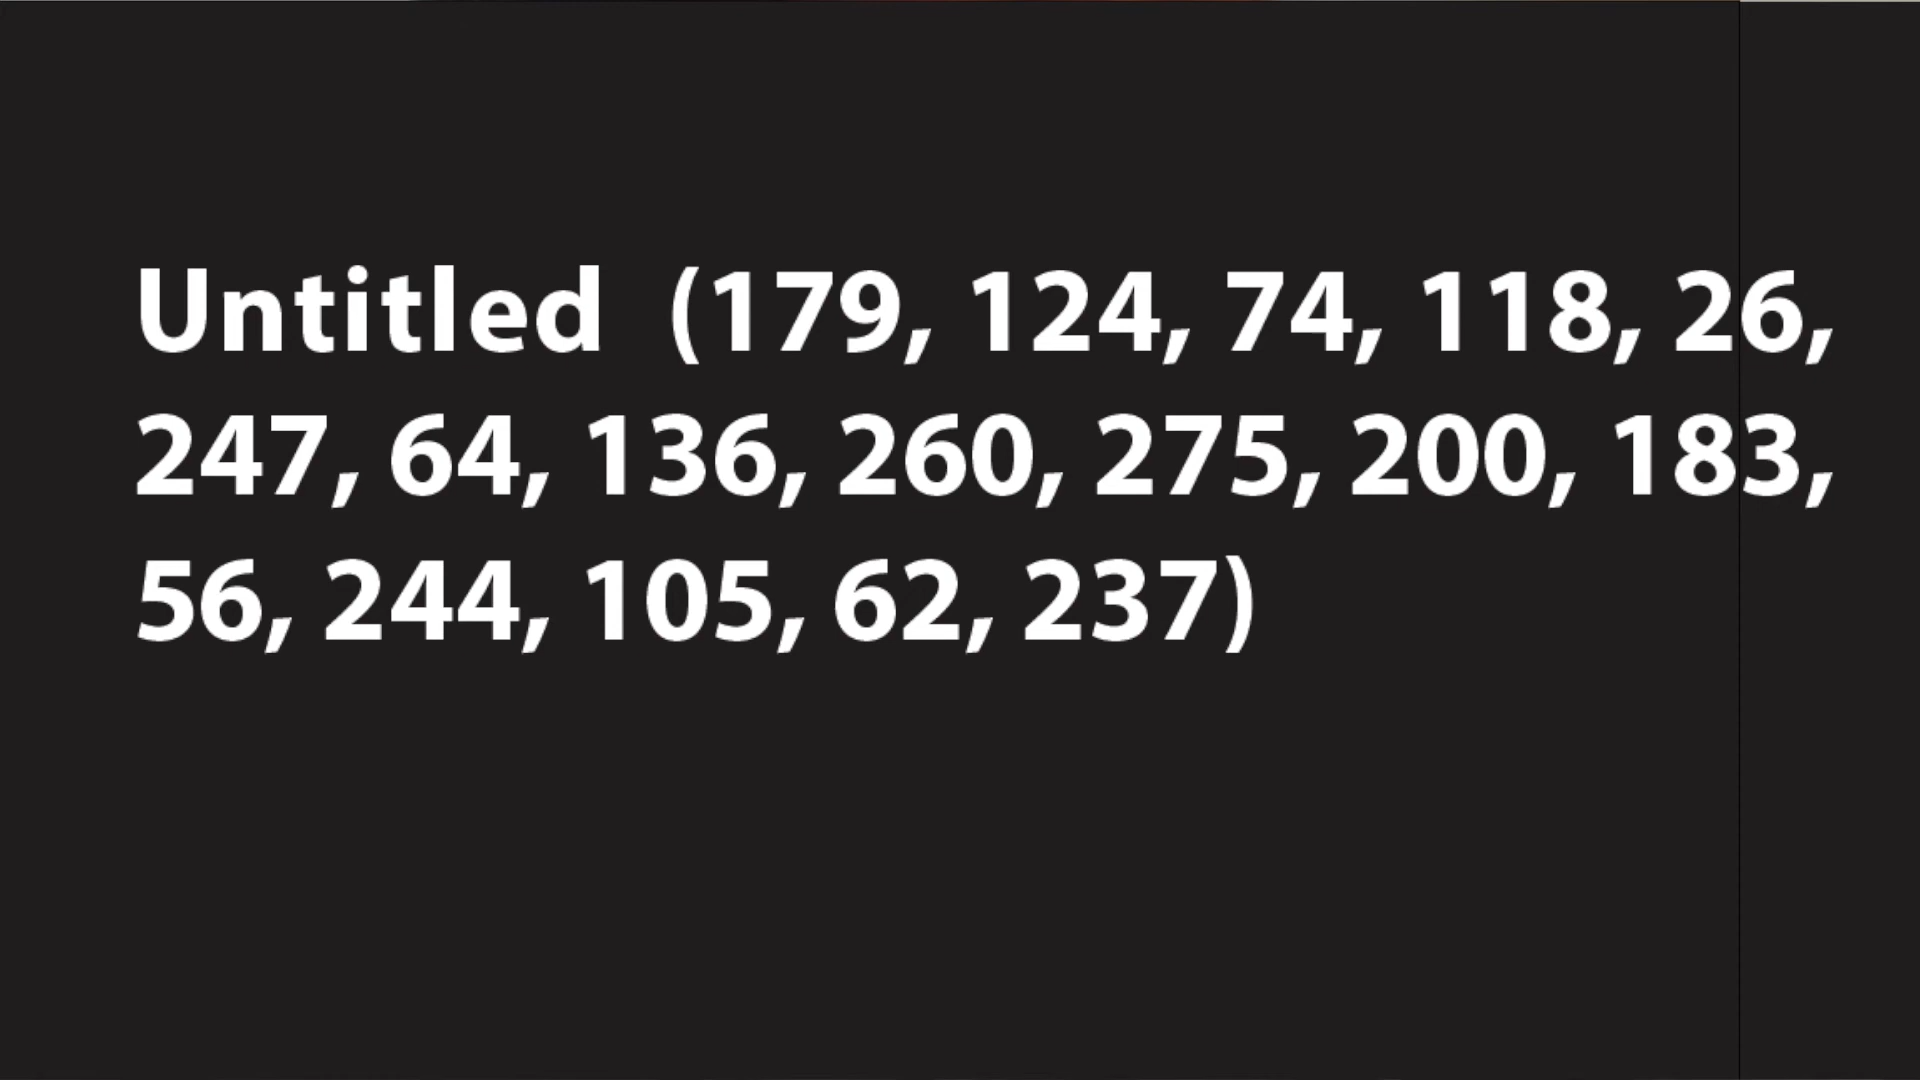 Untitled (179, 124, 74, 118, 26,
247, 64, 136, 260, 275, 200, 183,
56, 244, 105, 62, 237)